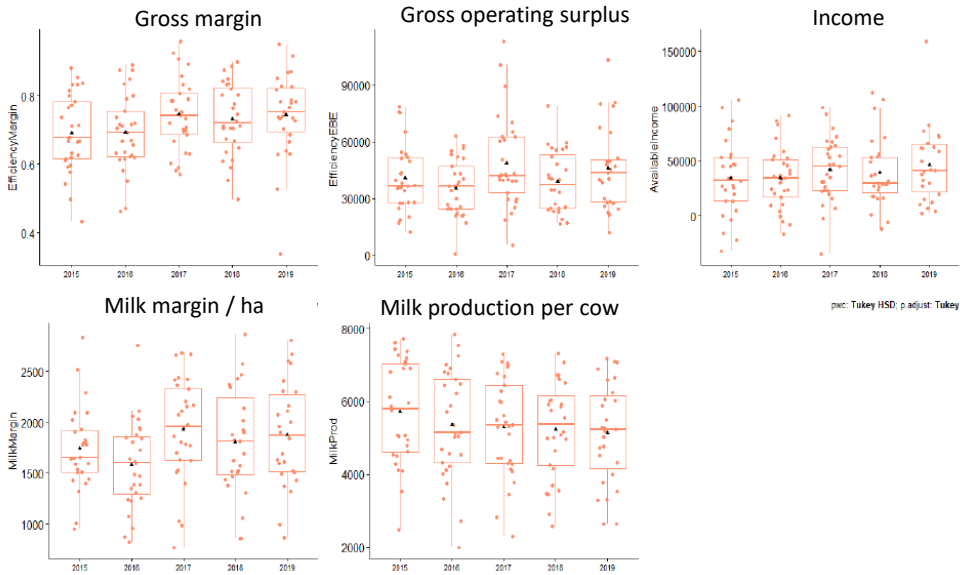 Gross margin
Gross operating surplus
Income
EfficiencyMargin
0.8
0.6
0.4
2015 2016 2017 2018 2019
EfficiencyEBE
90000
60000
30000
0
2015 2016 2017 2018 2019
AvailableIncome
150000
100000
50000
0
2015 2016 2017 2018 2019
pwc: Tukey HSD; p.adjust: Tukey
Milk margin / ha
Milk production per cow
MilkMargin
2500
2000
1500
1000
2015 2016 2017 2018 2019
MilkProd
8000
6000
4000
2000
2015 2016 2017 2018 2019